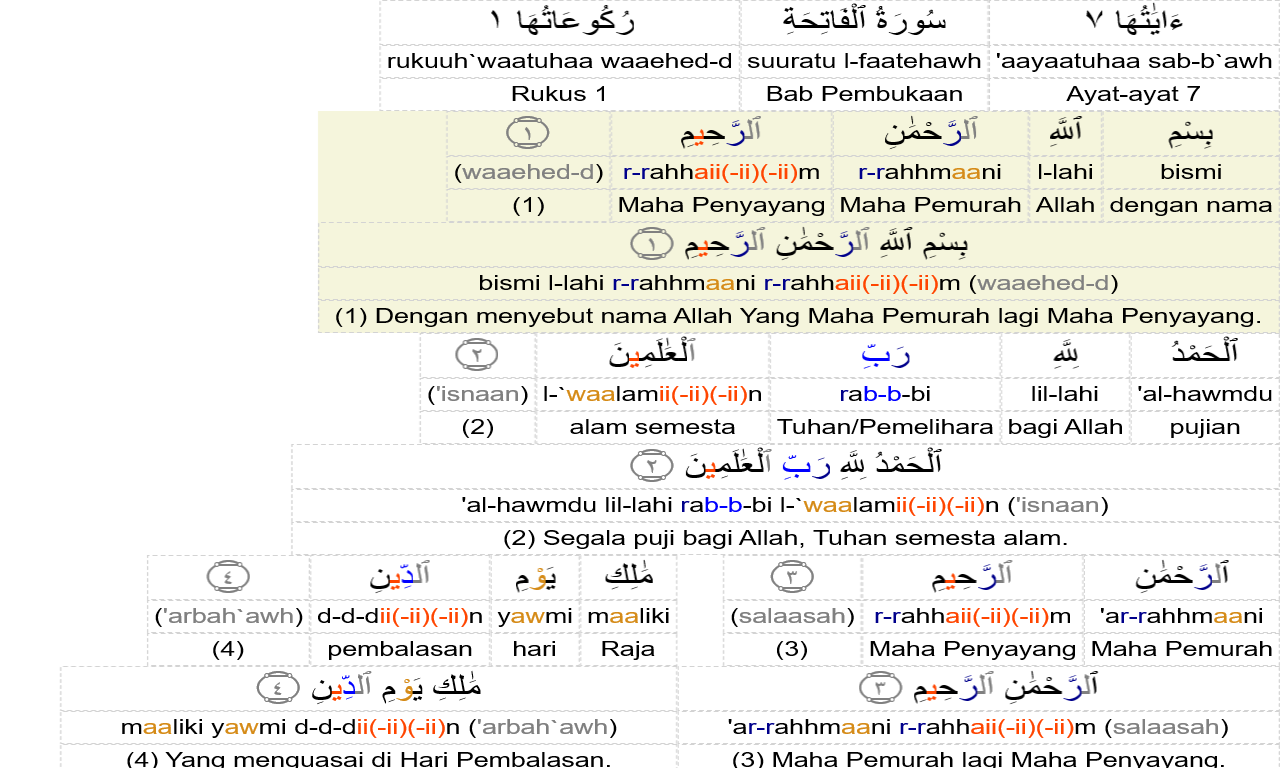 ءَايَٰتُهَا ٧ سُورَةُ ٱلْفَاتِحَةِ رُكُوعَاتُهَا ١
'aayaatuhaa sab-b`awh suuratu l-faatehawh rukuuh`waatuhaa waaehed-d
Ayat-ayat 7 Bab Pembukaan Rukus 1
بِسْمِ ٱللَّهِ ٱلرَّحْمَٰنِ ٱلرَّحِيمِ ١
bismi l-lahi r-rahhmaani r-rahhaii(-ii)(-ii)m (waaehed-d)
dengan nama Allah Maha Pemurah Maha Penyayang (1)
بِسْمِ ٱللَّهِ ٱلرَّحْمَٰنِ ٱلرَّحِيمِ ١
bismi l-lahi r-rahhmaani r-rahhaii(-ii)(-ii)m (waaehed-d)
(1) Dengan menyebut nama Allah Yang Maha Pemurah lagi Maha Penyayang.
ٱلْحَمْدُ لِلَّهِ رَبِّ ٱلْعَٰلَمِينَ ٢
'al-hawmdu lil-lahi rab-b-bi l-`waalamii(-ii)(-ii)n ('isnaan)
pujian bagi Allah Tuhan/Pemelihara alam semesta (2)
ٱلْحَمْدُ لِلَّهِ رَبِّ ٱلْعَٰلَمِينَ ٢
'al-hawmdu lil-lahi rab-b-bi l-`waalamii(-ii)(-ii)n ('isnaan)
(2) Segala puji bagi Allah, Tuhan semesta alam.
ٱلرَّحْمَٰنِ ٱلرَّحِيمِ ٣ مَٰلِكِ يَوْمِ ٱلدِّينِ ٤
'ar-rahhmaani r-rahhaii(-ii)(-ii)m (salaasah) maaliki yawmi d-d-dii(-ii)(-ii)n ('arbah`awh)
Maha Pemurah Maha Penyayang (3) Raja hari pembalasan (4)
ٱلرَّحْمَٰنِ ٱلرَّحِيمِ ٣ مَٰلِكِ يَوْمِ ٱلدِّينِ ٤
'ar-rahhmaani r-rahhaii(-ii)(-ii)m (salaasah) maaliki yawmi d-d-dii(-ii)(-ii)n ('arbah`awh)
(3) Maha Pemurah lagi Maha Penyayang. (4) Yang menguasai di Hari Pembalasan.